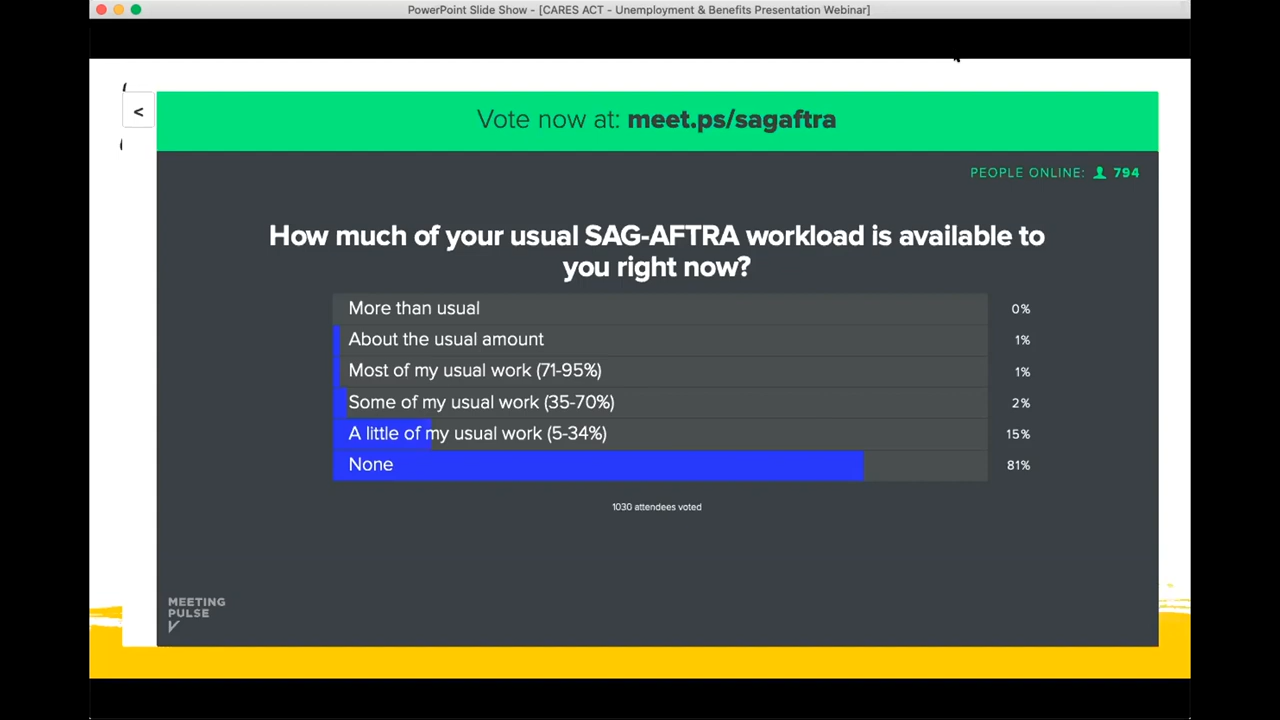 PowerPoint Slide Show - [CARES ACT - Unemployment & Benefits Presentation Webinar]
<
Vote now at: meet.ps/sagaftra
PEOPLE ONLINE: 794
How much of your usual SAG-AFTRA workload is available to
you right now?
More than usual 0%
About the usual amount 1%
Most of my usual work (71-95%) 1%
Some of my usual work (35-70%) 2%
A little of my usual work (5-34%) 15%
None 81%
1030 attendees voted
MEETING
PULSE